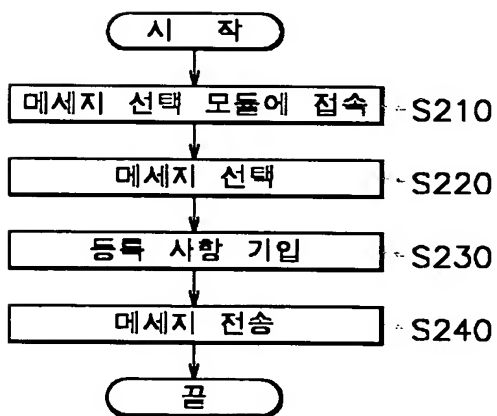 시 작
메세지 선택 모듈에 접속 S210
메세지 선택 S220
등록 사항 기입 S230
메세지 전송 S240
끝